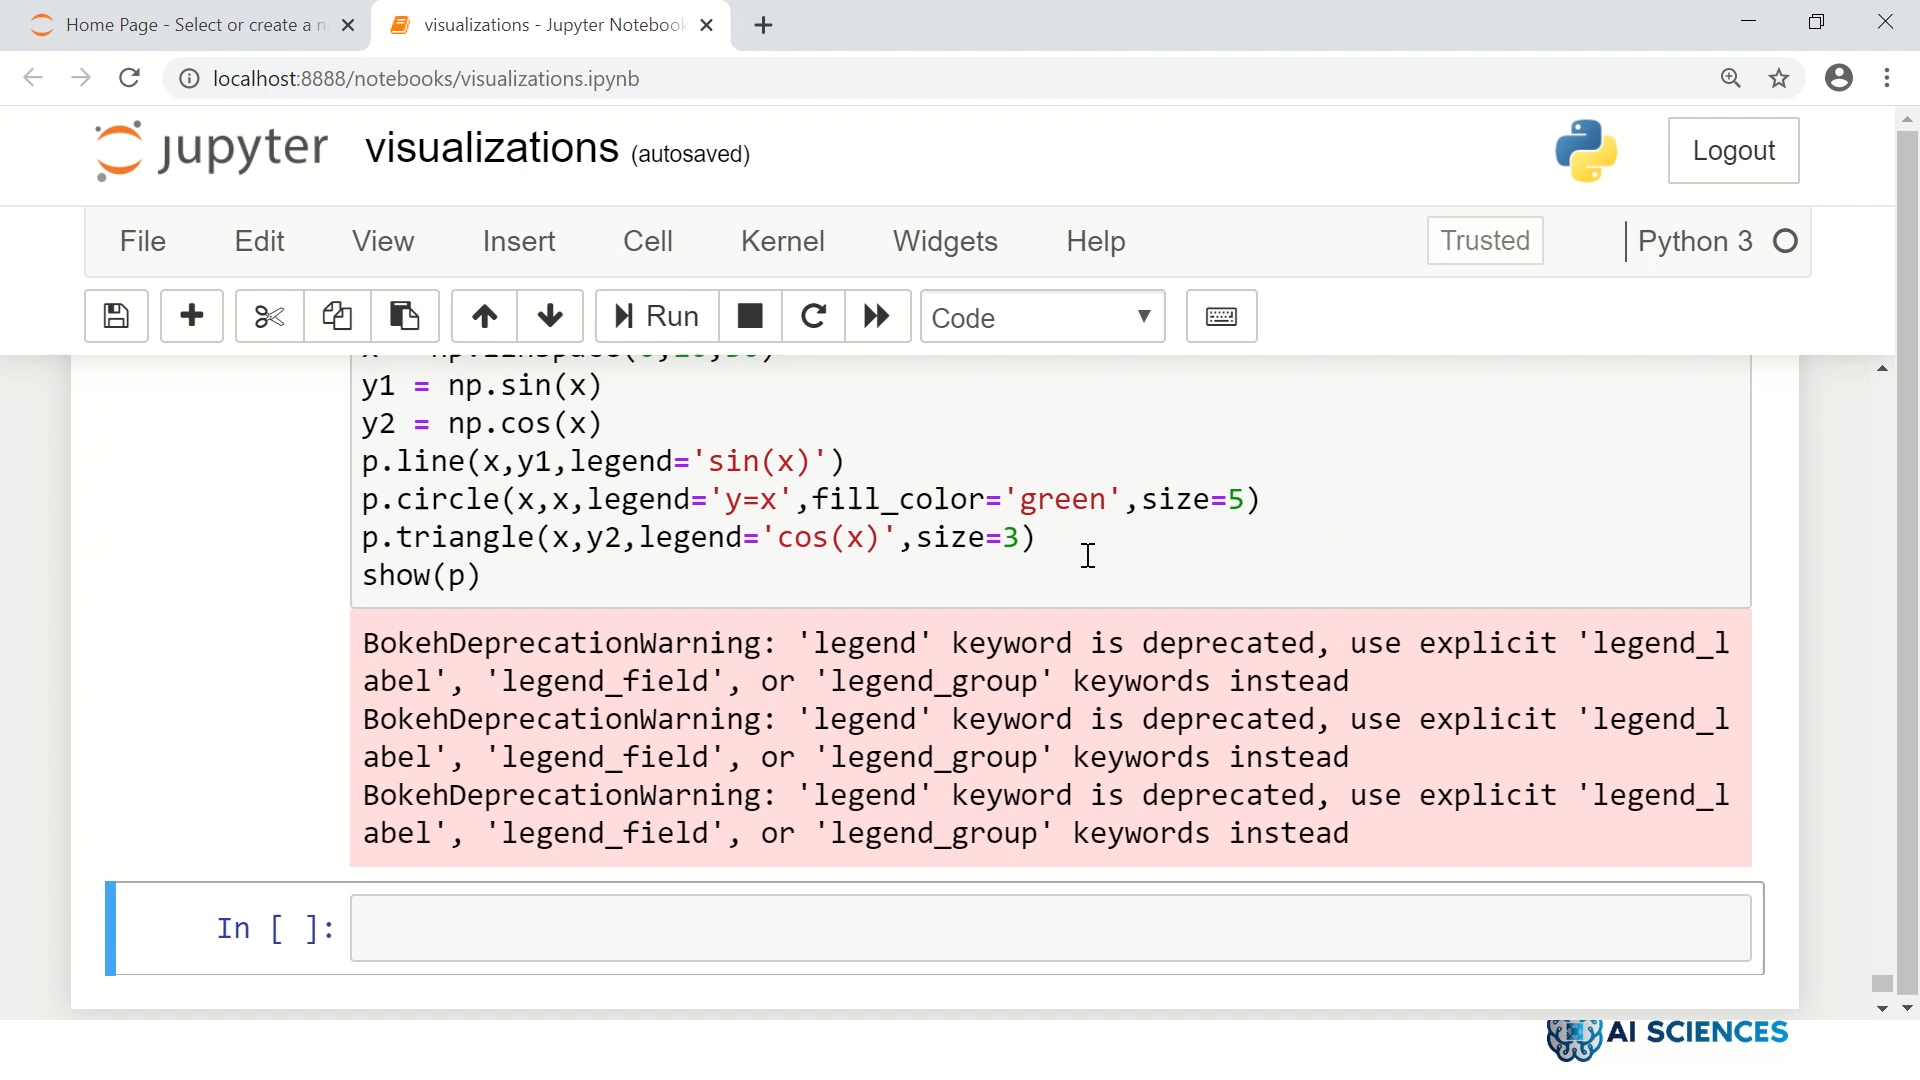 Home Page - Select or create a n
visualizations - Jupyter Notebook
localhost:8888/notebooks/visualizations.ipynb
jupyter visualizations (autosaved)
Logout
File Edit View Insert Cell Kernel Widgets Help Trusted Python 3
Run Code
y1 = np.sin(x)
y2 = np.cos(x)
p.line(x,y1,legend='sin(x)')
p.circle(x,x,legend='y=x',fill_color='green',size=5)
p.triangle(x,y2,legend='cos(x)',size=3)
show(p)
BokehDeprecationWarning: 'legend' keyword is deprecated, use explicit 'legend_l
abel', 'legend_field', or 'legend_group' keywords instead
BokehDeprecationWarning: 'legend' keyword is deprecated, use explicit 'legend_l
abel', 'legend_field', or 'legend_group' keywords instead
BokehDeprecationWarning: 'legend' keyword is deprecated, use explicit 'legend_l
abel', 'legend_field', or 'legend_group' keywords instead
In [ ]:
AI SCIENCES